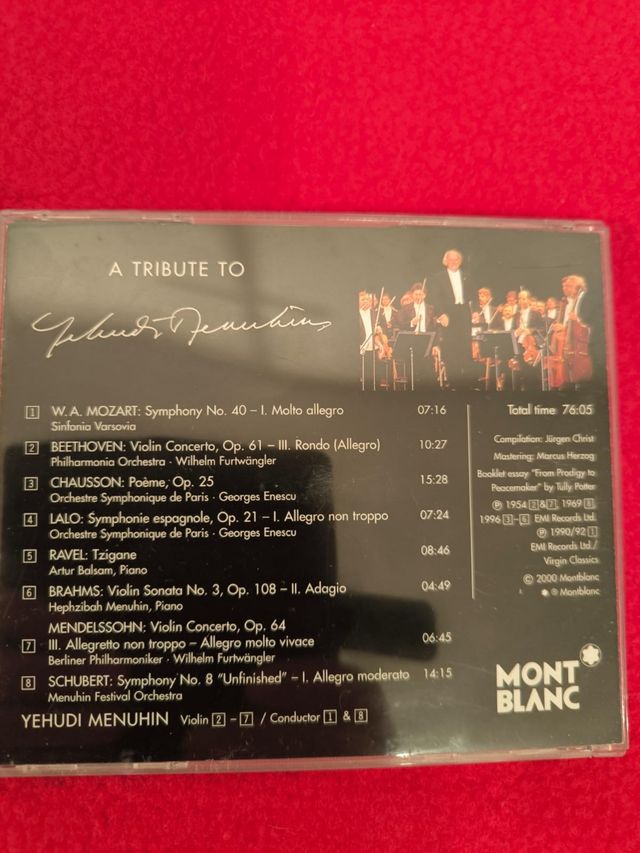 A TRIBUTE TO
Yehudi Menuhin
1 W. A. MOZART: Symphony No. 40 – I. Molto allegro 07:16
Sinfonia Varsovia
2 BEETHOVEN: Violin Concerto, Op. 61 – III. Rondo (Allegro) 10:27
Philharmonia Orchestra · Wilhelm Furtwängler
3 CHAUSSON: Poème, Op. 25 15:28
Orchestre Symphonique de Paris · Georges Enescu
4 LALO: Symphonie espagnole, Op. 21 – I. Allegro non troppo 07:24
Orchestre Symphonique de Paris · Georges Enescu
5 RAVEL: Tzigane 08:46
Artur Balsam, Piano
6 BRAHMS: Violin Sonata No. 3, Op. 108 – II. Adagio 04:49
Hephzibah Menuhin, Piano
MENDELSSOHN: Violin Concerto, Op. 64
7 III. Allegretto non troppo – Allegro molto vivace 06:45
Berliner Philharmoniker · Wilhelm Furtwängler
8 SCHUBERT: Symphony No. 8 "Unfinished" – I. Allegro moderato 14:15
Menuhin Festival Orchestra
YEHUDI MENUHIN Violin 2 – 7 / Conductor 1 & 8
Total time 76:05
Compilation: Jürgen Christ
Mastering: Marcus Herzog
Booklet essay "From Prodigy to
Peacemaker" by Tully Potter
℗ 1954 2 & 7, 1969 8,
1996 3 – 6 EMI Records Ltd.
℗ 1990/92 1
EMI Records Ltd./
Virgin Classics
© 2000 Montblanc
® Montblanc
MONT
BLANC